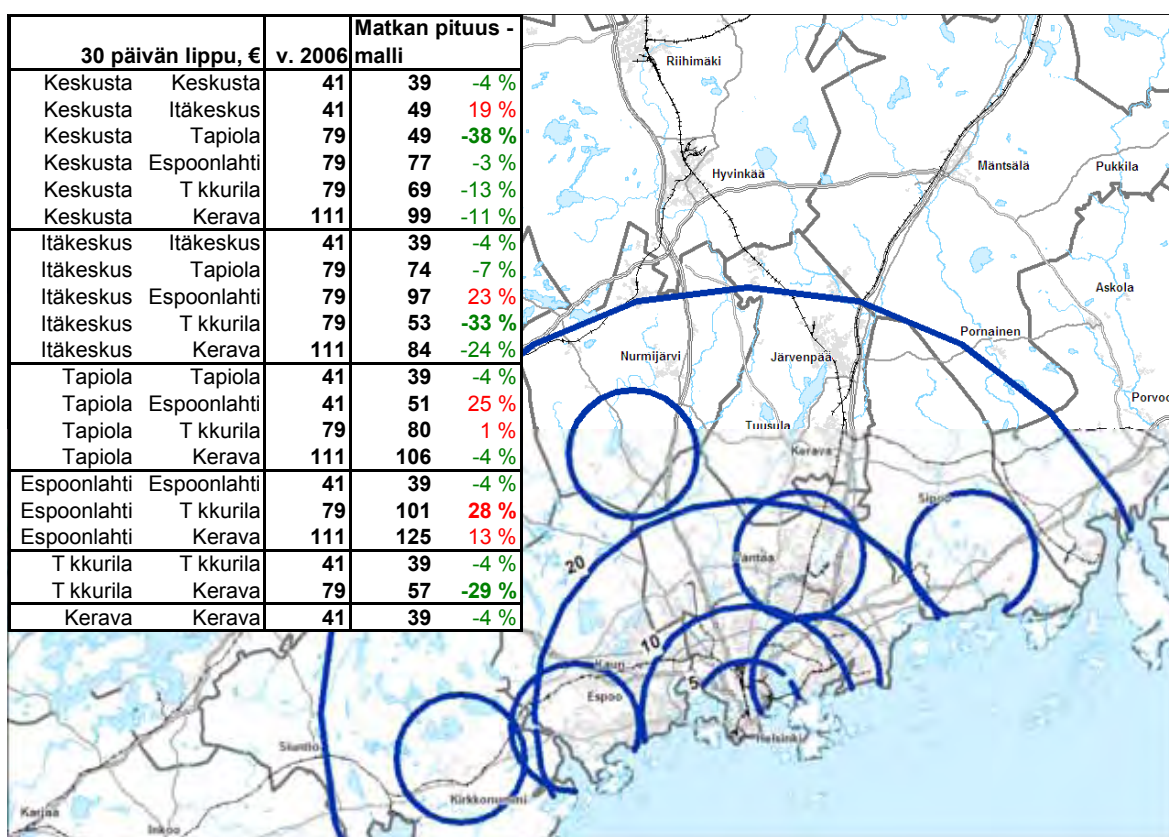 30 päivän lippu, € v. 2006 Matkan pituus - malli
Keskusta Keskusta 41 39 -4 %
Keskusta Itäkeskus 41 49 19 %
Keskusta Tapiola 79 49 -38 %
Keskusta Espoonlahti 79 77 -3 %
Keskusta T kkurila 79 69 -13 %
Keskusta Kerava 111 99 -11 %
Itäkeskus Itäkeskus 41 39 -4 %
Itäkeskus Tapiola 79 74 -7 %
Itäkeskus Espoonlahti 79 97 23 %
Itäkeskus T kkurila 79 53 -33 %
Itäkeskus Kerava 111 84 -24 %
Tapiola Tapiola 41 39 -4 %
Tapiola Espoonlahti 41 51 25 %
Tapiola T kkurila 79 80 1 %
Tapiola Kerava 111 106 -4 %
Espoonlahti Espoonlahti 41 39 -4 %
Espoonlahti T kkurila 79 101 28 %
Espoonlahti Kerava 111 125 13 %
T kkurila T kkurila 41 39 -4 %
T kkurila Kerava 79 57 -29 %
Kerava Kerava 41 39 -4 %
Riihimäki
Hyvinkää
Mäntsälä
Pukkila
Askola
Pornainen
Nurmijärvi
Järvenpää
Porvoo
Tuusula
Kerava
Sipoo
20
Vantaa
10
Kaun
5
Espoo
Helsinki
Siuntio
Kirkkonummi
Karjaa
Inkoo